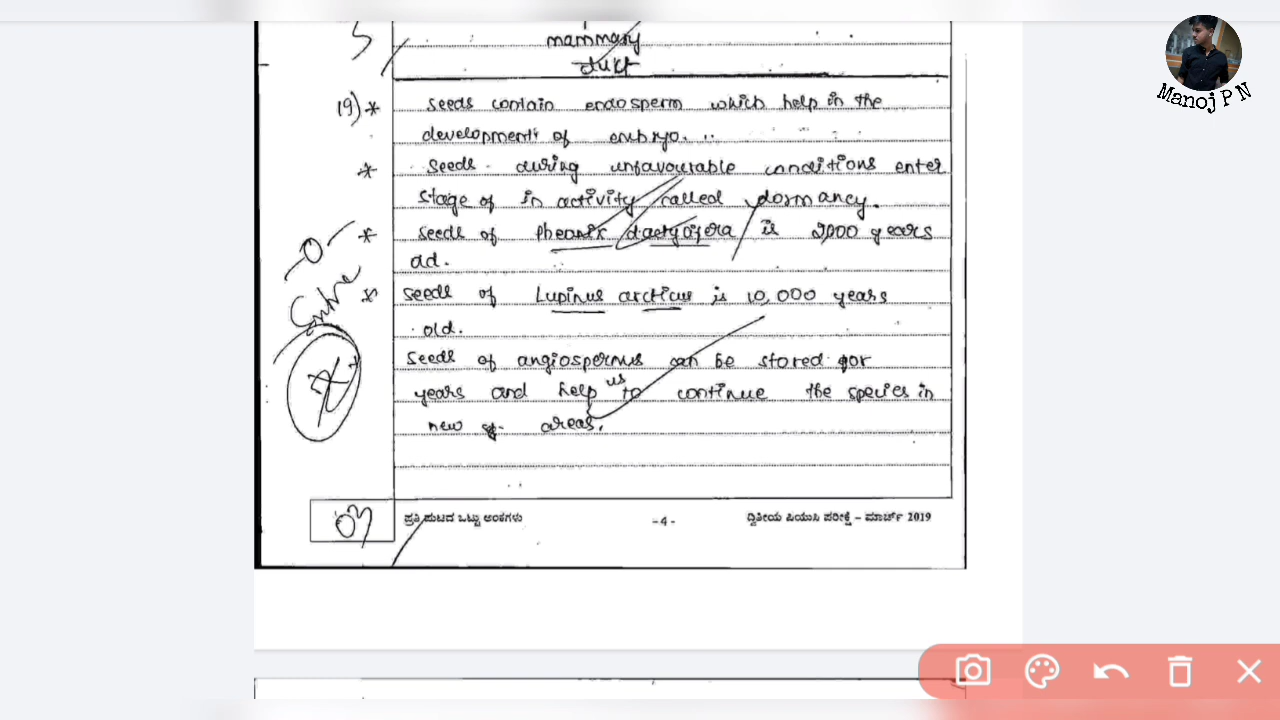 mammary
duct
19) * seeds contain endosperm which help in the
development of embryo.
* Seeds during unfavourable conditions enter
stage of in activity called dormancy.
* seeds of Pheonix dactylifera is 2000 years
ad.
* seeds of Lupinus arcticus is 10,000 years
old.
seeds of angiosperms can be stored for
years and help us to continue the species in
new areas.
03
ಪ್ರತಿ ಪುಟದ ಒಟ್ಟು ಅಂಕಗಳು -4- ದ್ವಿತೀಯ ಪಿಯುಸಿ ಪರೀಕ್ಷೆ – ಮಾರ್ಚ್ 2019
Manoj P N